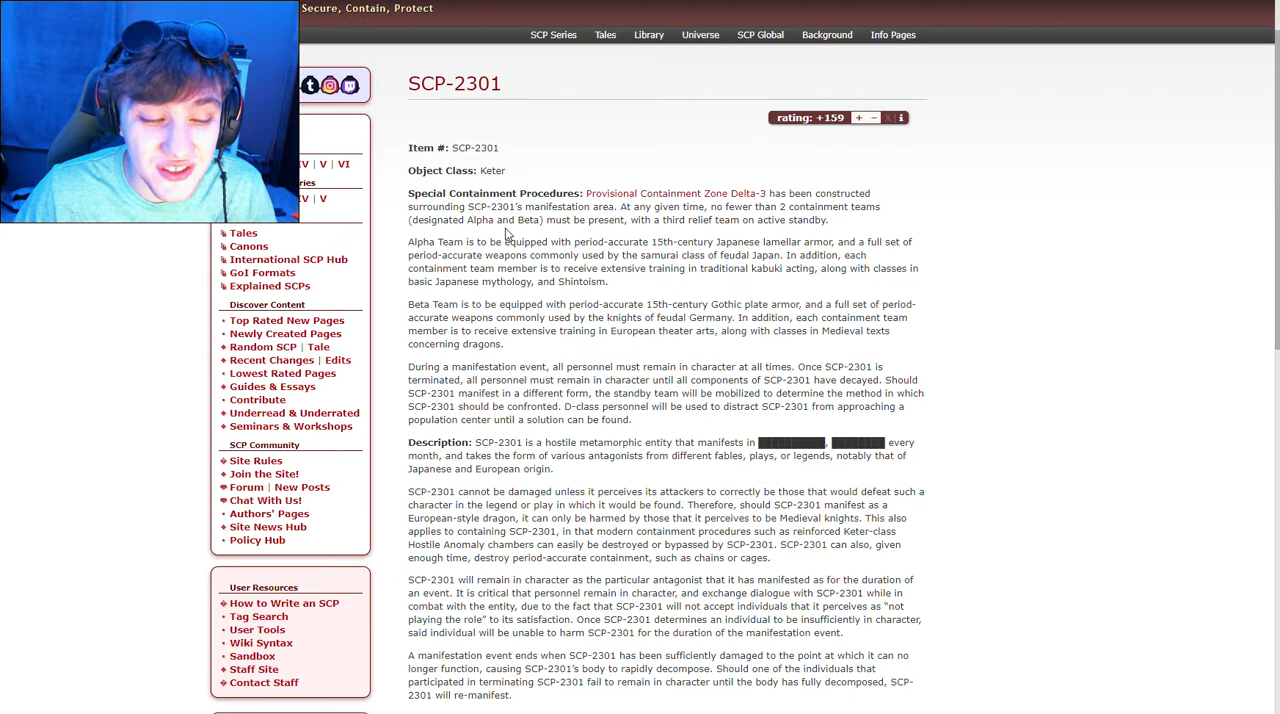 Secure, Contain, Protect
SCP Series Tales Library Universe SCP Global Background Info Pages
IV | V | VI
ries
IV | V
Tales
Canons
International SCP Hub
GoI Formats
Explained SCPs
Discover Content
Top Rated New Pages
Newly Created Pages
Random SCP | Tale
Recent Changes | Edits
Lowest Rated Pages
Guides & Essays
Contribute
Underread & Underrated
Seminars & Workshops
SCP Community
Site Rules
Join the Site!
Forum | New Posts
Chat With Us!
Authors' Pages
Site News Hub
Policy Hub
User Resources
How to Write an SCP
Tag Search
User Tools
Wiki Syntax
Sandbox
Staff Site
Contact Staff
SCP-2301
rating: +159 + − X i
Item #: SCP-2301
Object Class: Keter
Special Containment Procedures: Provisional Containment Zone Delta-3 has been constructed
surrounding SCP-2301's manifestation area. At any given time, no fewer than 2 containment teams
(designated Alpha and Beta) must be present, with a third relief team on active standby.
Alpha Team is to be equipped with period-accurate 15th-century Japanese lamellar armor, and a full set of
period-accurate weapons commonly used by the samurai class of feudal Japan. In addition, each
containment team member is to receive extensive training in traditional kabuki acting, along with classes in
basic Japanese mythology, and Shintoism.
Beta Team is to be equipped with period-accurate 15th-century Gothic plate armor, and a full set of period-
accurate weapons commonly used by the knights of feudal Germany. In addition, each containment team
member is to receive extensive training in European theater arts, along with classes in Medieval texts
concerning dragons.
During a manifestation event, all personnel must remain in character at all times. Once SCP-2301 is
terminated, all personnel must remain in character until all components of SCP-2301 have decayed. Should
SCP-2301 manifest in a different form, the standby team will be mobilized to determine the method in which
SCP-2301 should be confronted. D-class personnel will be used to distract SCP-2301 from approaching a
population center until a solution can be found.
Description: SCP-2301 is a hostile metamorphic entity that manifests in ██████████, ████████ every
month, and takes the form of various antagonists from different fables, plays, or legends, notably that of
Japanese and European origin.
SCP-2301 cannot be damaged unless it perceives its attackers to correctly be those that would defeat such a
character in the legend or play in which it would be found. Therefore, should SCP-2301 manifest as a
European-style dragon, it can only be harmed by those that it perceives to be Medieval knights. This also
applies to containing SCP-2301, in that modern containment procedures such as reinforced Keter-class
Hostile Anomaly chambers can easily be destroyed or bypassed by SCP-2301. SCP-2301 can also, given
enough time, destroy period-accurate containment, such as chains or cages.
SCP-2301 will remain in character as the particular antagonist that it has manifested as for the duration of
an event. It is critical that personnel remain in character, and exchange dialogue with SCP-2301 while in
combat with the entity, due to the fact that SCP-2301 will not accept individuals that it perceives as “not
playing the role” to its satisfaction. Once SCP-2301 determines an individual to be insufficiently in character,
said individual will be unable to harm SCP-2301 for the duration of the manifestation event.
A manifestation event ends when SCP-2301 has been sufficiently damaged to the point at which it can no
longer function, causing SCP-2301's body to rapidly decompose. Should one of the individuals that
participated in terminating SCP-2301 fail to remain in character until the body has fully decomposed, SCP-
2301 will re-manifest.